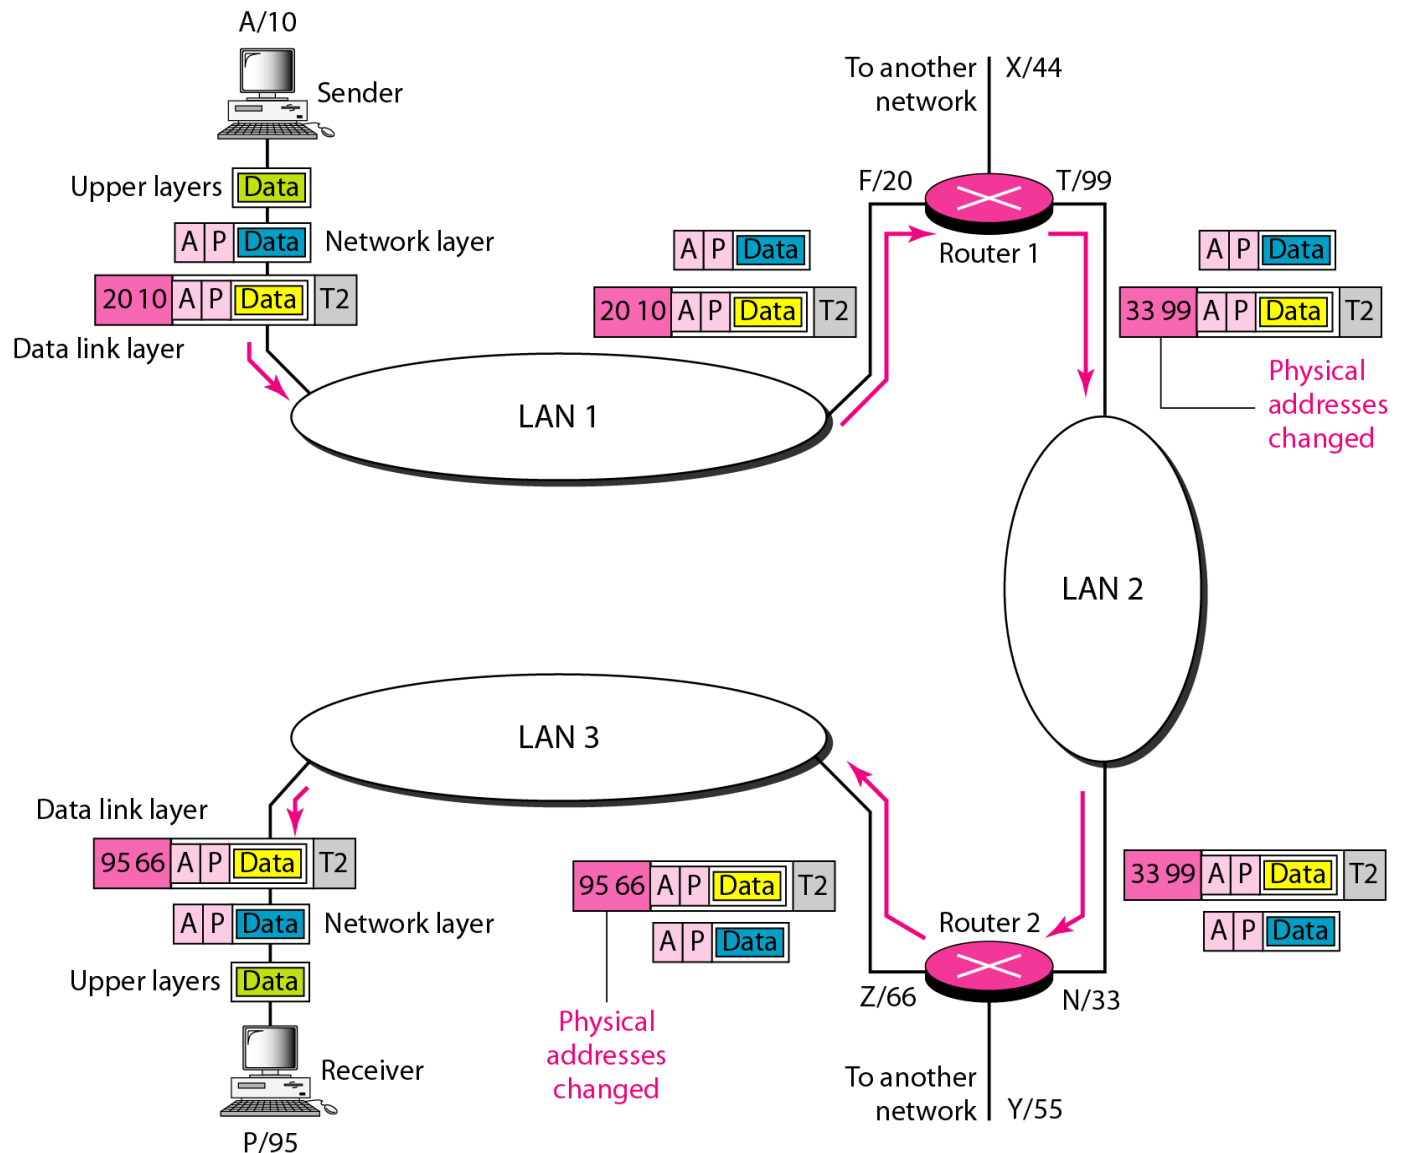 A/10
Sender
Upper layers
Data
A P Data
Network layer
20 10 A P Data T2
Data link layer
LAN 1
To another
network
X/44
F/20
T/99
Router 1
A P Data
20 10 A P Data T2
A P Data
33 99 A P Data T2
Physical
addresses
changed
LAN 2
LAN 3
33 99 A P Data T2
A P Data
Router 2
Z/66
N/33
To another
network
Y/55
95 66 A P Data T2
A P Data
Physical
addresses
changed
Data link layer
95 66 A P Data T2
A P Data
Network layer
Upper layers
Data
Receiver
P/95